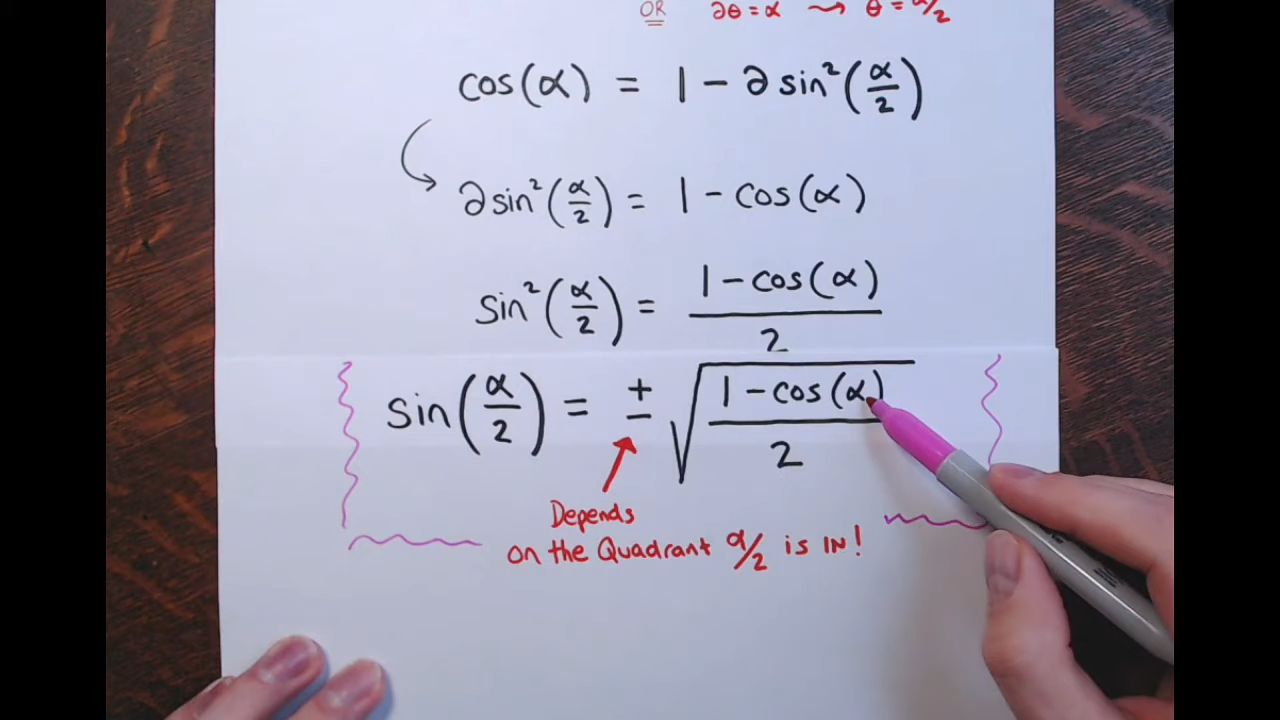 OR 2θ = α → θ = α/2
cos(α) = 1 - 2 sin²(α/2)
2 sin²(α/2) = 1 - cos(α)
sin²(α/2) = (1 - cos(α))/2
sin(α/2) = ± √((1 - cos(α))/2)
Depends
on the Quadrant α/2 is IN!